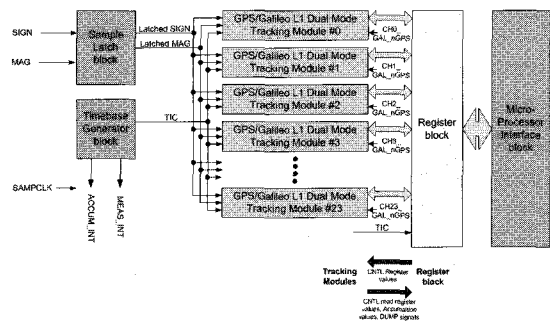 SIGN
MAG
Sample
Latch
block
Latched SIGN
Latched MAG
Timebase
Generator
block
TIC
SAMPCLK
ACCUM_INT
MEAS_INT
GPS/Galileo L1 Dual Mode
Tracking Module #0
CH0_
GAL_nGPS
GPS/Galileo L1 Dual Mode
Tracking Module #1
CH1_
GAL_nGPS
GPS/Galileo L1 Dual Mode
Tracking Module #2
CH2_
GAL_nGPS
GPS/Galileo L1 Dual Mode
Tracking Module #3
CH9_
GAL_nGPS
GPS/Galileo L1 Dual Mode
Tracking Module #23
CH23_
GAL_nGPS
TIC
Register
block
Micro-
Processor
Interface
block
Tracking
Modules
CNTL Register
values
Register
block
CNTL read register
values, Accumation
values, DUMP signals